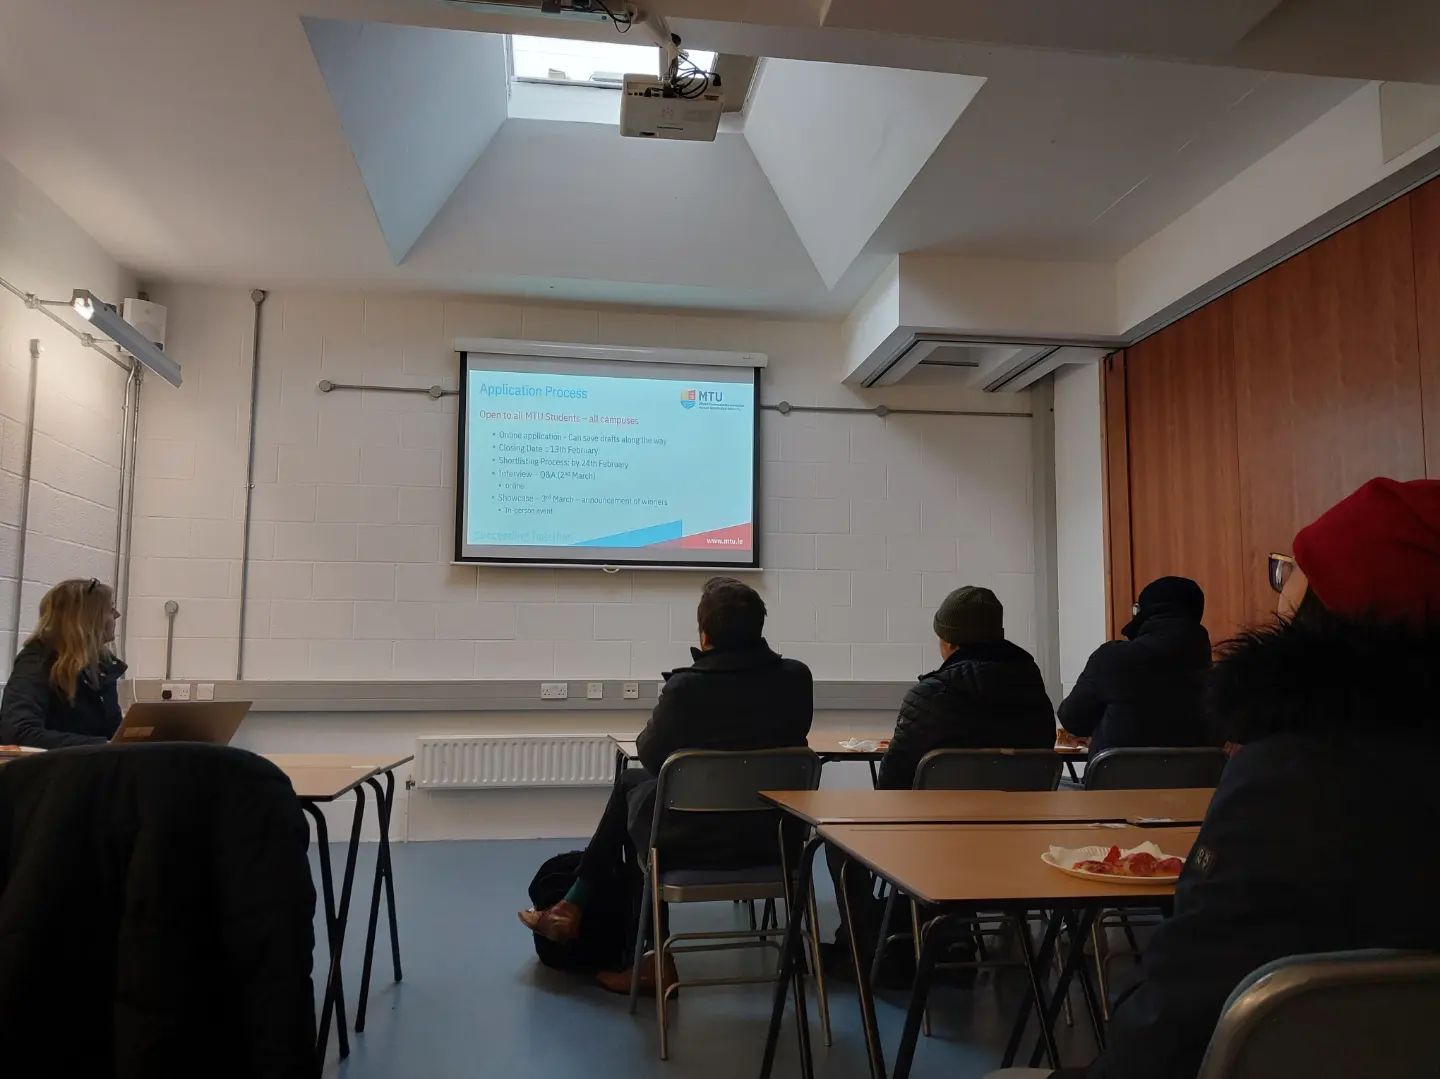 Application Process
MTU
Open to all MTU Students – all campuses
• Online application - Can save drafts along the way
• Closing Date : 13th February
• Shortlisting Process: by 24th February
• Interview – Q&A (2nd March)
• online
• Showcase – 3rd March – announcement of winners
• In-person event
Succeeding Together
www.mtu.ie